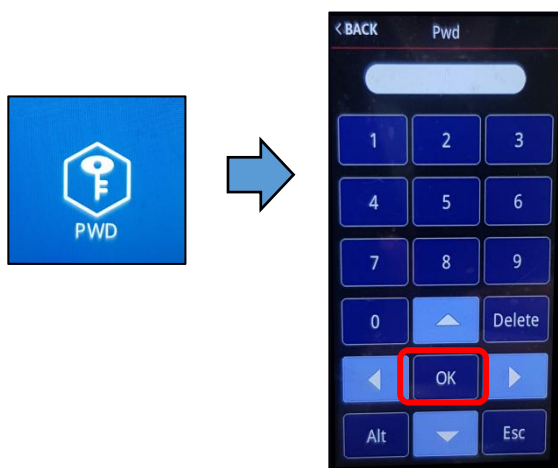 PWD
< BACK Pwd
1 2 3
4 5 6
7 8 9
0 Delete
OK
Alt Esc